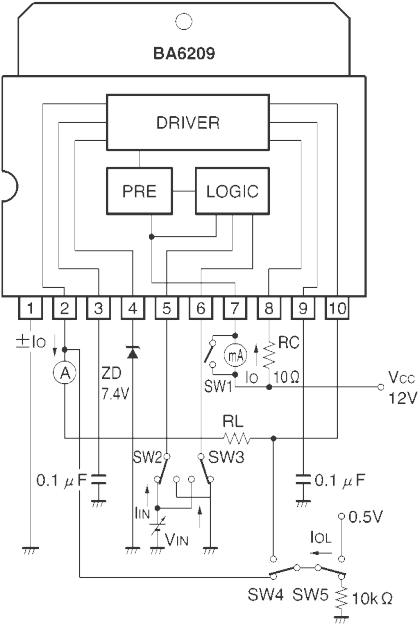 BA6209
DRIVER
PRE
LOGIC
1 2 3 4 5 6 7 8 9 10
±IO
A
ZD
7.4V
SW1
mA
IO
RC
10Ω
VCC
12V
RL
SW2
SW3
0.1 μF
0.1 μF
IIN
VIN
0.5V
IOL
SW4
SW5
10kΩ